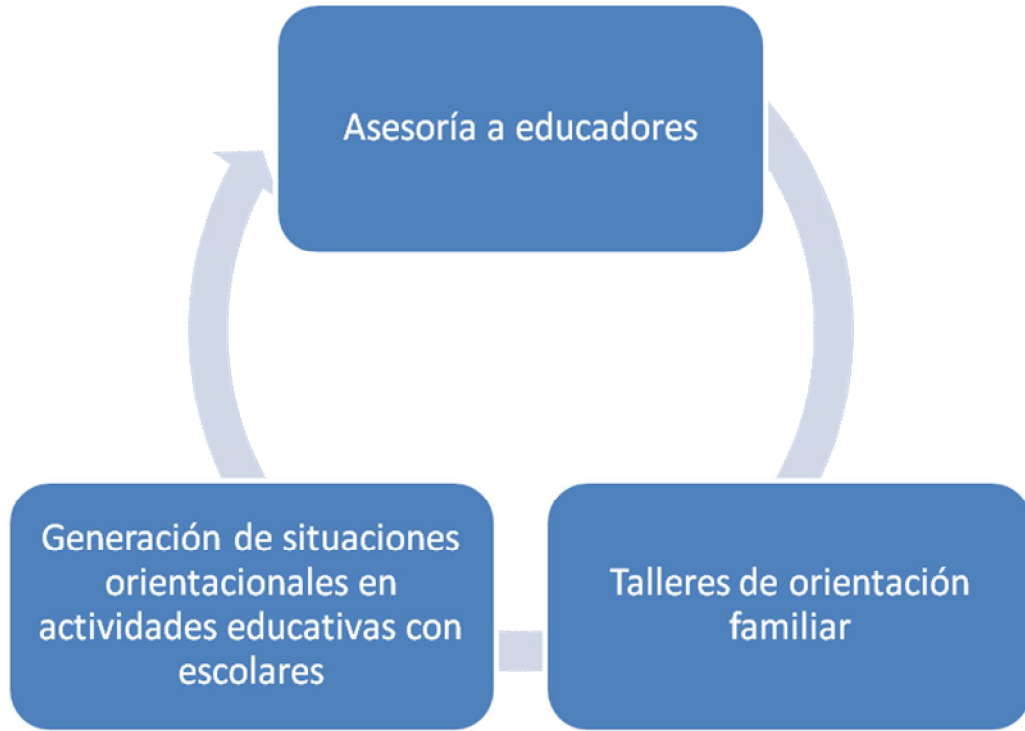 Asesoría a educadores
Generación de situaciones
orientacionales en
actividades educativas con
escolares
Talleres de orientación
familiar